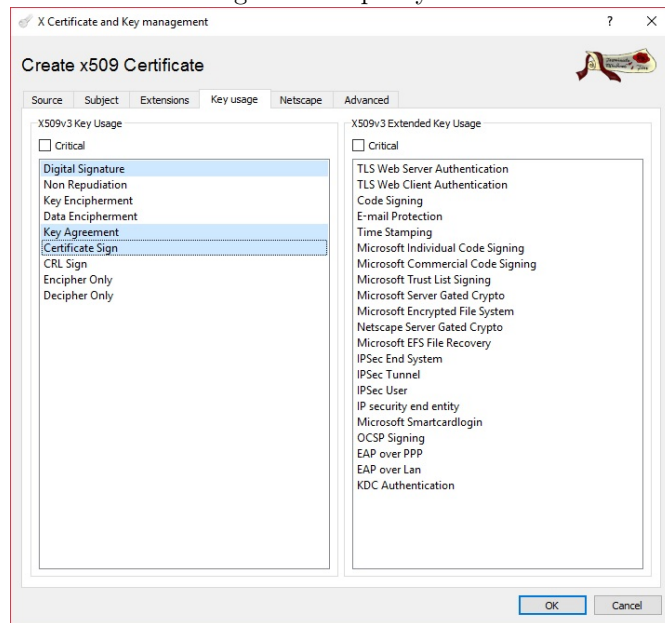 X Certificate and Key management
?
Create x509 Certificate
Source Subject Extensions Key usage Netscape Advanced
X509v3 Key Usage
Critical
Digital Signature
Non Repudiation
Key Encipherment
Data Encipherment
Key Agreement
Certificate Sign
CRL Sign
Encipher Only
Decipher Only
X509v3 Extended Key Usage
Critical
TLS Web Server Authentication
TLS Web Client Authentication
Code Signing
E-mail Protection
Time Stamping
Microsoft Individual Code Signing
Microsoft Commercial Code Signing
Microsoft Trust List Signing
Microsoft Server Gated Crypto
Microsoft Encrypted File System
Netscape Server Gated Crypto
Microsoft EFS File Recovery
IPSec End System
IPSec Tunnel
IPSec User
IP security end entity
Microsoft Smartcardlogin
OCSP Signing
EAP over PPP
EAP over Lan
KDC Authentication
OK Cancel